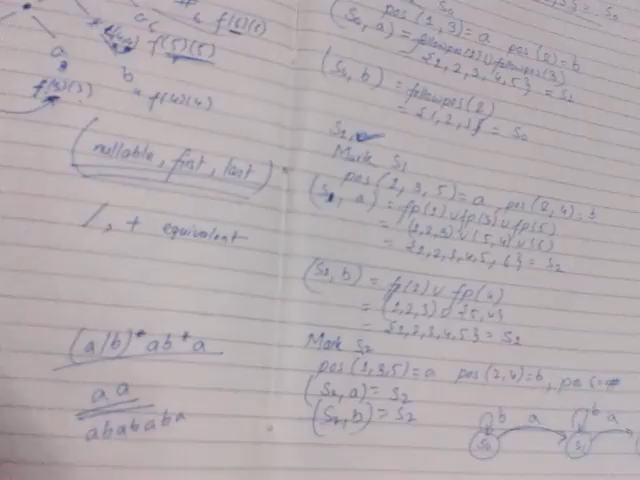 a
b
f(5)(5)
f(3)(3)
f(4)(4)
(nullable, first, last)
/, + equivalent
(a/b)*ab*a
aa
abababa
S0
pos(1,3)=a pos(2)=b
(S0, a) = followpos(1) ∪ followpos(3)
= {1,2,3,4,5} = S1
(S0, b) = followpos(2)
= {1,2,3} = S0
S1,
Mark S1
pos(1,3,5)=a, pos(2,4)=b
(S1, a) = fp(1) ∪ fp(3) ∪ fp(5)
= (1,2,3) ∪ (5,4) ∪ (6)
= {1,2,3,4,5,6} = S2
(S1, b) = fp(2) ∪ fp(4)
= (1,2,3) ∪ {5,4}
= {1,2,3,4,5} = S1
Mark S2
pos(1,3,5)=a pos(2,4)=b, pos
(S2, a) = S2
(S2, b) = S2
b a b a
S0 S1